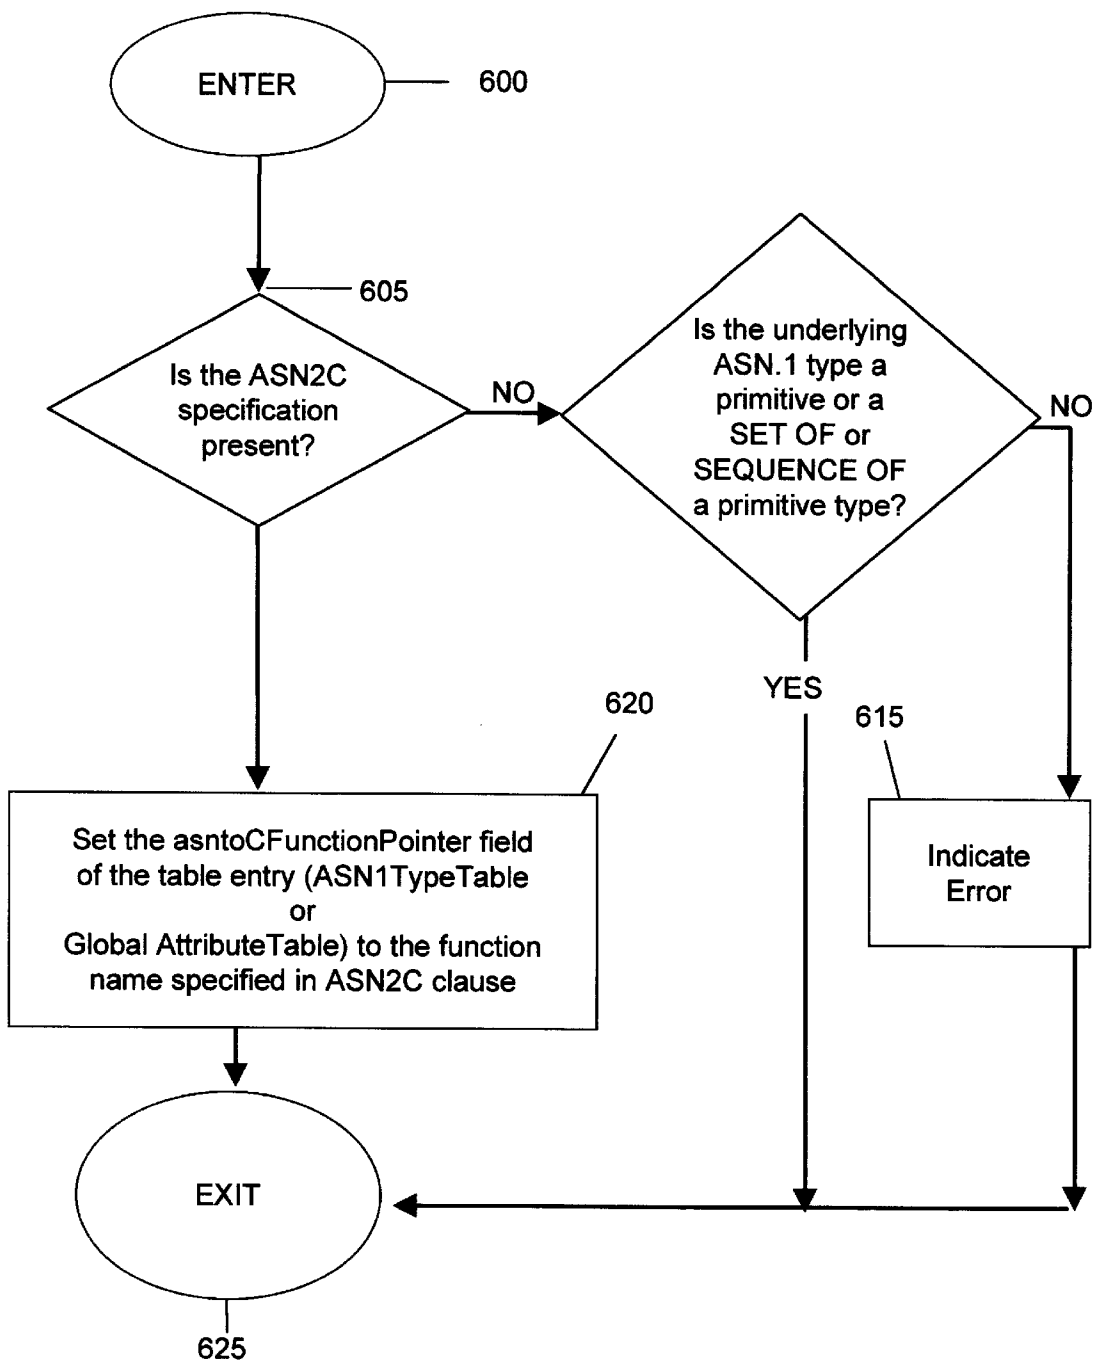 ENTER
600
605
Is the ASN2C
specification
present?
NO
Is the underlying
ASN.1 type a
primitive or a
SET OF or
SEQUENCE OF
a primitive type?
NO
YES
620
615
Set the asntoCFunctionPointer field
of the table entry (ASN1TypeTable
or
Global AttributeTable) to the function
name specified in ASN2C clause
Indicate
Error
EXIT
625